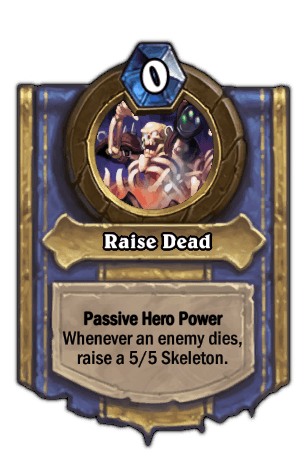 0
Raise Dead
Passive Hero Power
Whenever an enemy dies,
raise a 5/5 Skeleton.